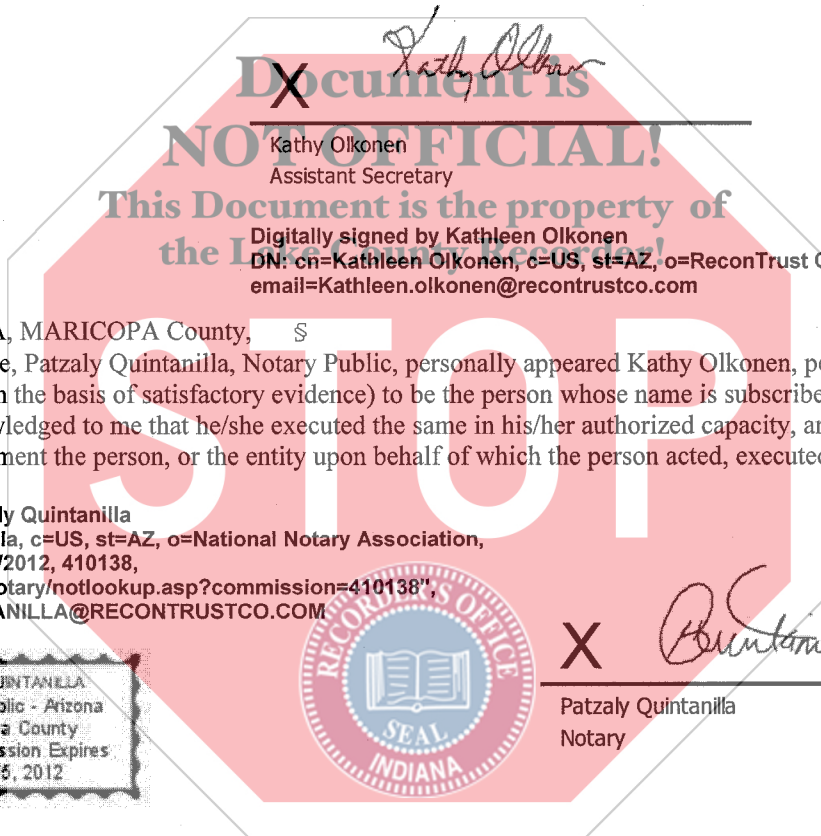 Kathy Olkonen
Document is
X
NOT OFFICIAL!
Kathy Olkonen
Assistant Secretary
This Document is the property of
the Lake County Recorder!
Digitally signed by Kathleen Olkonen
DN: cn=Kathleen Olkonen, c=US, st=AZ, o=ReconTrust
email=Kathleen.olkonen@recontrustco.com
STOP
A, MARICOPA County, §
e, Patzaly Quintanilla, Notary Public, personally appeared Kathy Olkonen, pe
n the basis of satisfactory evidence) to be the person whose name is subscribe
wledged to me that he/she executed the same in his/her authorized capacity, an
ment the person, or the entity upon behalf of which the person acted, executed
ly Quintanilla
la, c=US, st=AZ, o=National Notary Association,
/2012, 410138,
otary/notlookup.asp?commission=410138",
ANILLA@RECONTRUSTCO.COM
RECORDER'S OFFICE
SEAL
INDIANA
X
Patzaly Quintanilla
Notary
UINTANILLA
blic - Arizona
a County
ssion Expires
5, 2012